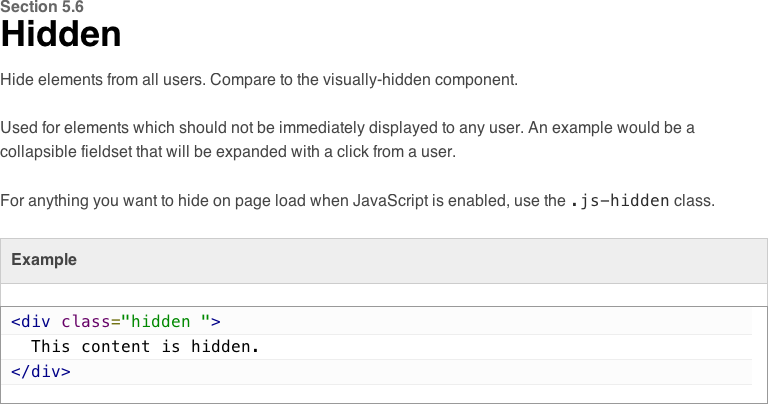 Section 5.6
Hidden
Hide elements from all users. Compare to the visually-hidden component.
Used for elements which should not be immediately displayed to any user. An example would be a
collapsible fieldset that will be expanded with a click from a user.
For anything you want to hide on page load when JavaScript is enabled, use the .js-hidden class.
Example
<div class="hidden ">
  This content is hidden.
</div>